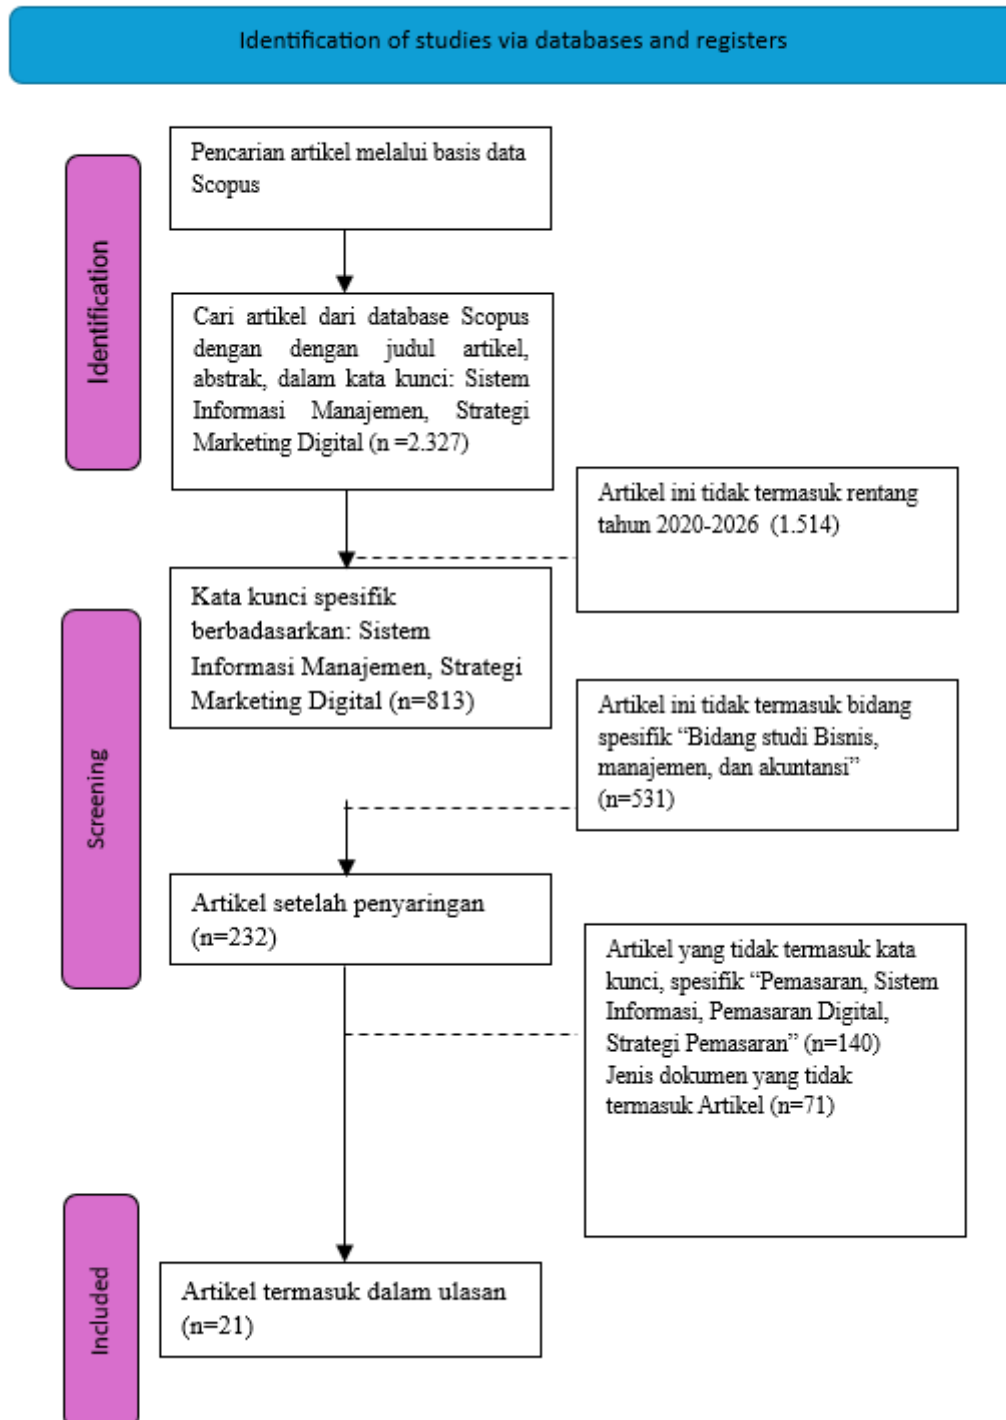 Identification of studies via databases and registers
Identification
Pencarian artikel melalui basis data
Scopus
Cari artikel dari database Scopus
dengan dengan judul artikel,
abstrak, dalam kata kunci: Sistem
Informasi Manajemen, Strategi
Marketing Digital (n =2.327)
Artikel ini tidak termasuk rentang
tahun 2020-2026 (1.514)
Screening
Kata kunci spesifik
berbadasarkan: Sistem
Informasi Manajemen, Strategi
Marketing Digital (n=813)
Artikel ini tidak termasuk bidang
spesifik “Bidang studi Bisnis,
manajemen, dan akuntansi”
(n=531)
Artikel setelah penyaringan
(n=232)
Artikel yang tidak termasuk kata
kunci, spesifik “Pemasaran, Sistem
Informasi, Pemasaran Digital,
Strategi Pemasaran” (n=140)
Jenis dokumen yang tidak
termasuk Artikel (n=71)
Included
Artikel termasuk dalam ulasan
(n=21)